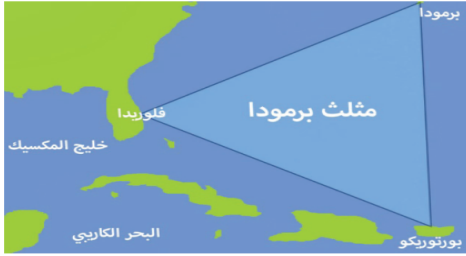 برمودا
مثلث برمودا
فلوريدا
خليج المكسيك
البحر الكاريبي
بورتوريكو